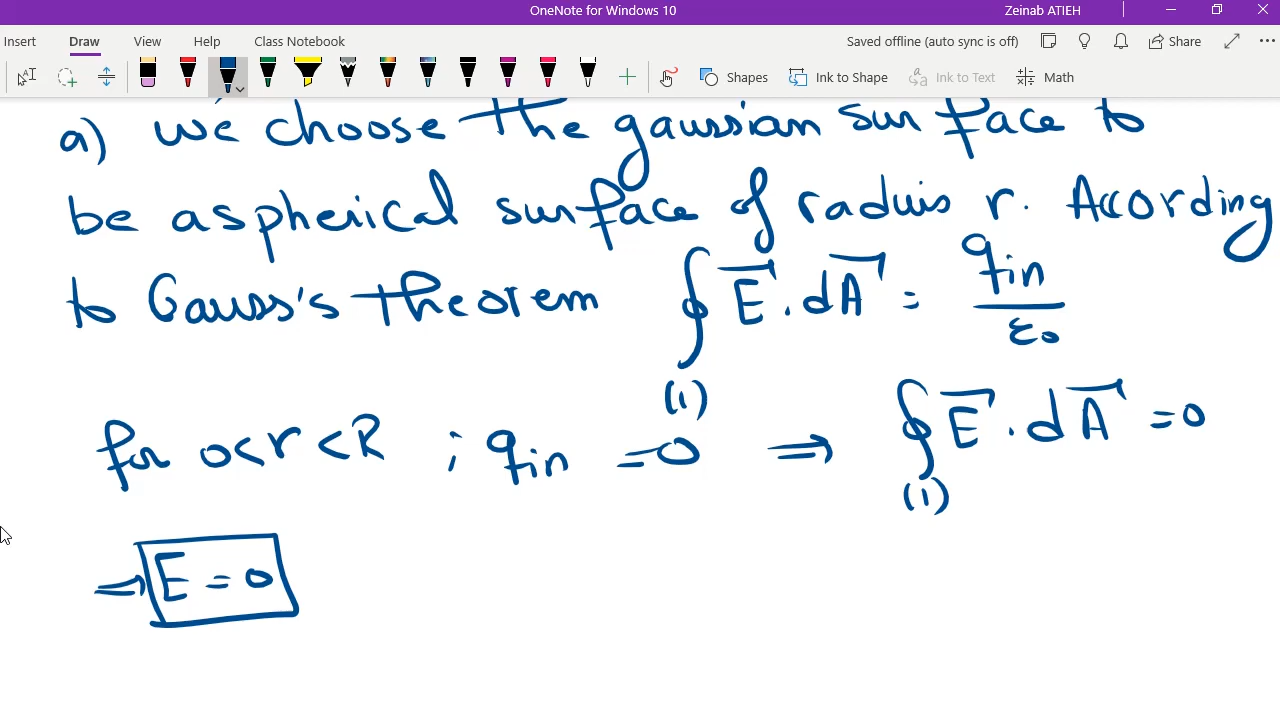 OneNote for Windows 10
Zeinab ATIEH
Insert Draw View Help Class Notebook Saved offline (auto sync is off) Share
Shapes Ink to Shape Ink to Text Math
a) we choose the gaussian surface to
be a spherical surface of raduis r. According
to Gauss's theorem ∮(1) E⃗ . dA⃗ = qin/ε0
for 0<r<R ; qin = 0 ⇒ ∮(1) E⃗ . dA⃗ = 0
⇒ E = 0